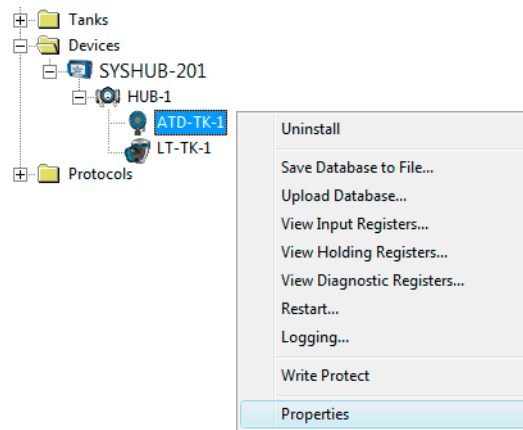 Tanks
Devices
SYSHUB-201
HUB-1
ATD-TK-1
LT-TK-1
Protocols
Uninstall
Save Database to File...
Upload Database...
View Input Registers...
View Holding Registers...
View Diagnostic Registers...
Restart...
Logging...
Write Protect
Properties